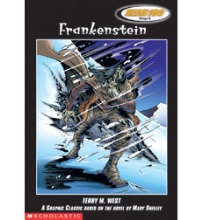 Frankenstein
TERRY M. WEST
A GRAPHIC CLASSIC BASED ON THE NOVEL BY MARY SHELLEY
SCHOLASTIC